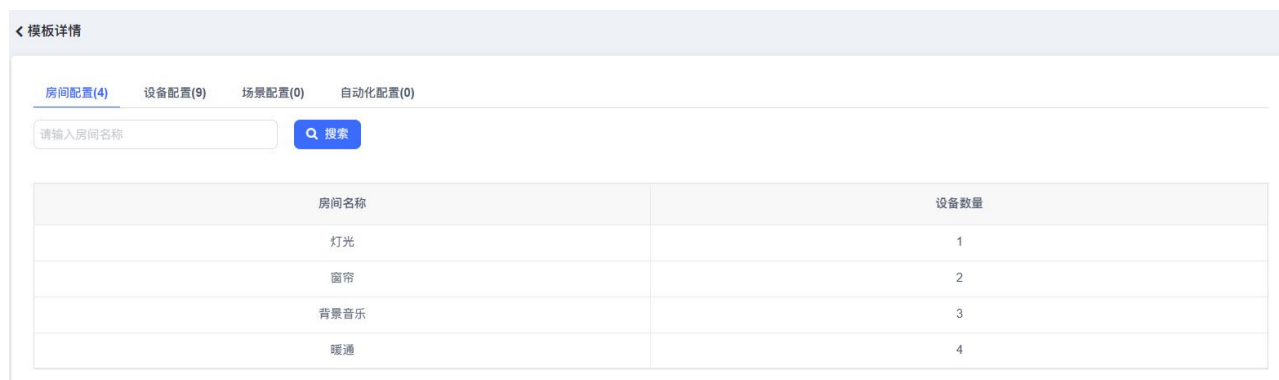 模板详情
房间配置(4) 设备配置(9) 场景配置(0) 自动化配置(0)
请输入房间名称 搜索
房间名称 设备数量
灯光 1
窗帘 2
背景音乐 3
暖通 4